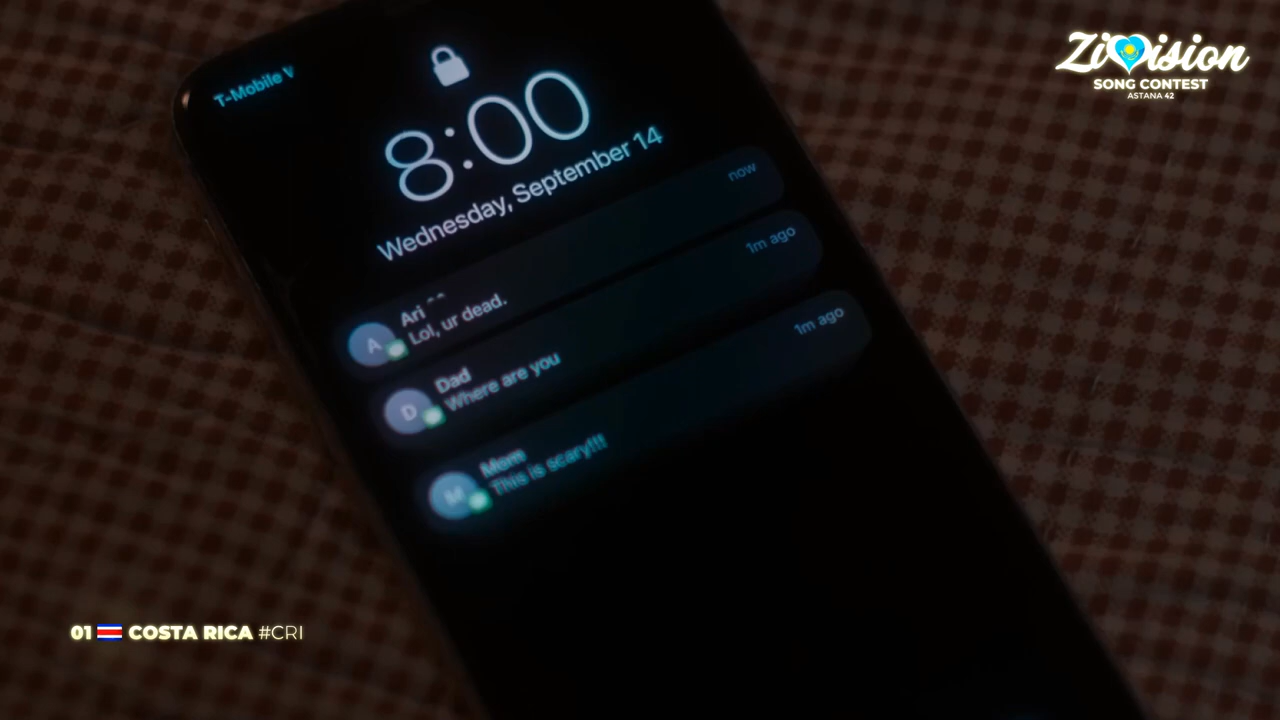 T-Mobile
8:00
Wednesday, September 14
now
A
Ari ^^
Lol, ur dead.
1m ago
D
Dad
Where are you
1m ago
M
Mom
This is scary!!!
ZiVision
SONG CONTEST
ASTANA 42
01 COSTA RICA #CRI